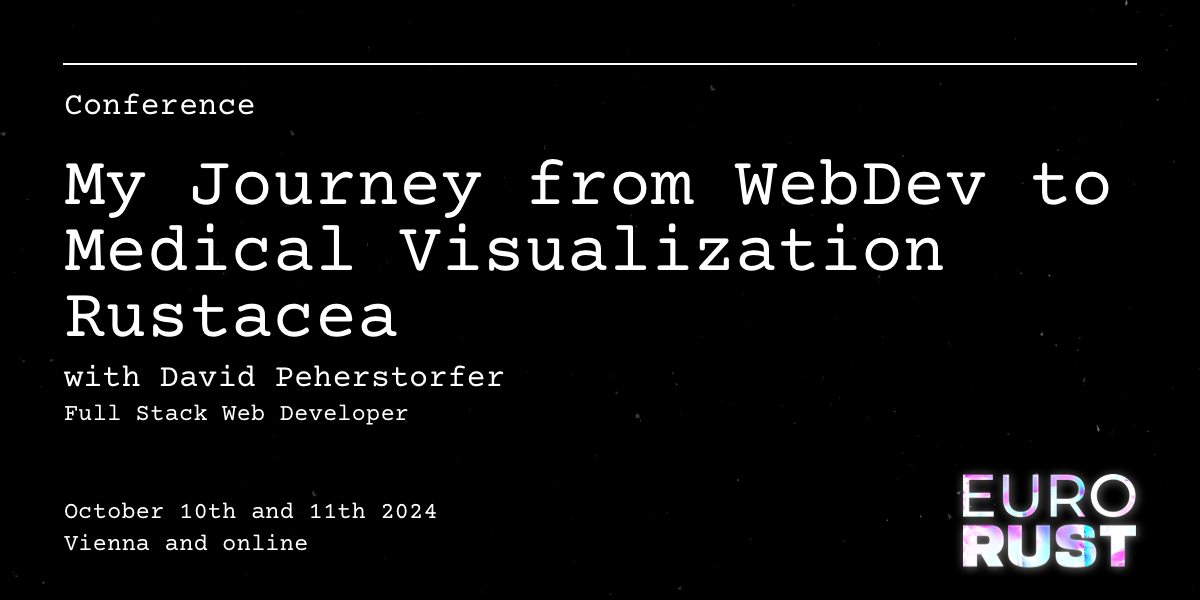 Conference
My Journey from WebDev to
Medical Visualization
Rustacea
with David Peherstorfer
Full Stack Web Developer
October 10th and 11th 2024
Vienna and online
EURO
RUST